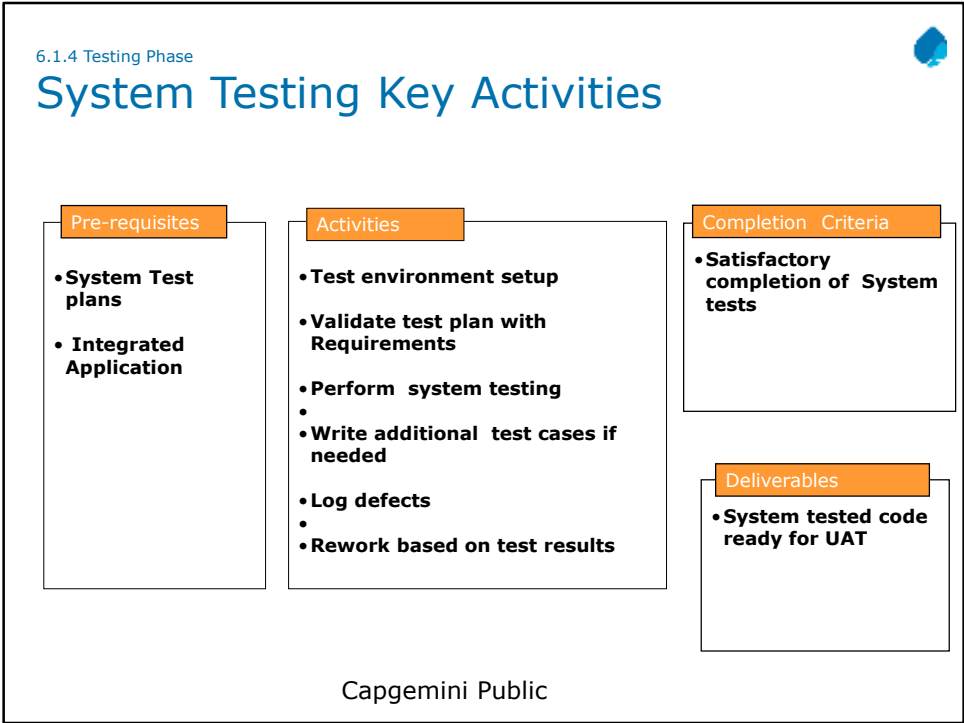 6.1.4 Testing Phase
System Testing Key Activities
Pre-requisites
•System Test
plans
• Integrated
Application
Activities
•Test environment setup
•Validate test plan with
Requirements
•Perform system testing
•
•Write additional test cases if
needed
•Log defects
•
•Rework based on test results
Completion Criteria
•Satisfactory
completion of System
tests
Deliverables
•System tested code
ready for UAT
Capgemini Public